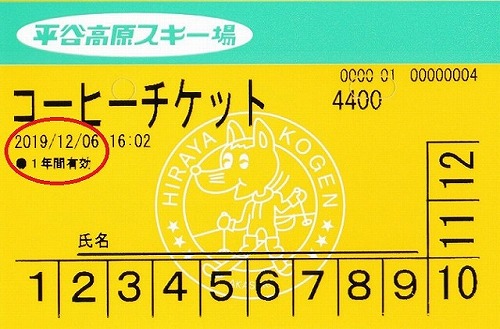 平谷高原スキー場
0000 01 00000004
コーヒーチケット 4400
2019/12/06 16:02
●1年間有効
HIRAYA KOGEN
氏名
12
11
1 2 3 4 5 6 7 8 9 10